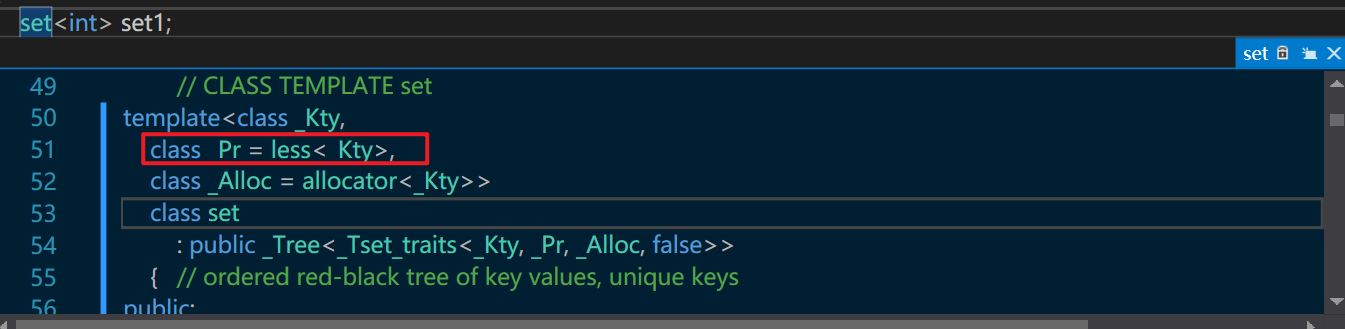 set<int> set1;
set
49 // CLASS TEMPLATE set
50 template<class _Kty,
51 class _Pr = less<_Kty>,
52 class _Alloc = allocator<_Kty>>
53 class set
54 : public _Tree<_Tset_traits<_Kty, _Pr, _Alloc, false>>
55 { // ordered red-black tree of key values, unique keys
56 public: